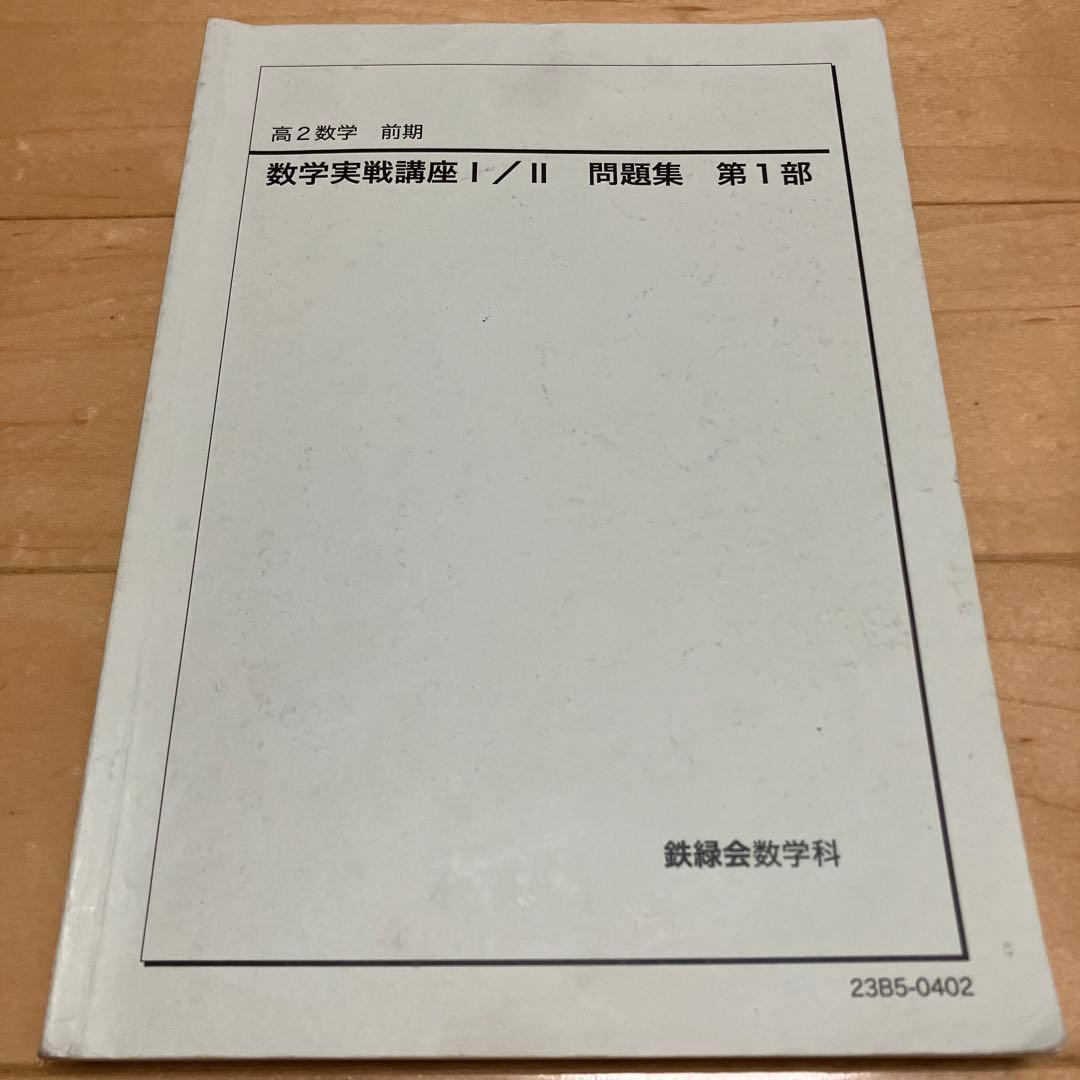 高2数学　前期
数学実戦講座Ⅰ／Ⅱ　問題集　第1部
鉄緑会数学科
23B5-0402